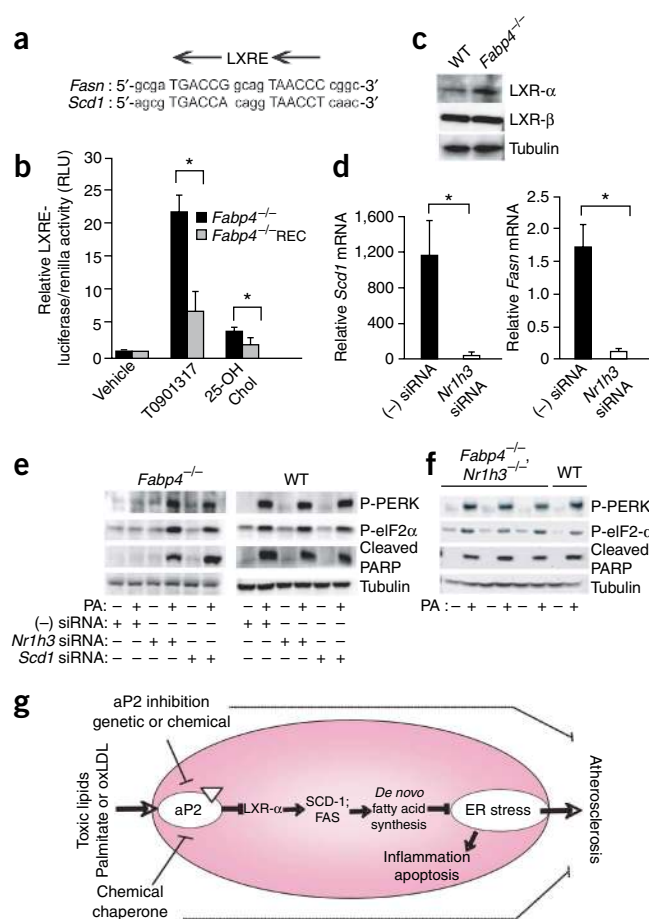 a
LXRE
Fasn : 5′-gcga TGACCG gcag TAACCC cggc-3′
Scd1 : 5′-agcg TGACCA cagg TAACCT caac-3′
c
WT
Fabp4–/–
LXR-α
LXR-β
Tubulin
b
Relative LXRE-
luciferase/renilla activity (RLU)
30
25
20
15
10
5
0
*
*
Fabp4–/–
Fabp4–/–REC
Vehicle
T0901317
25-OH
Chol
d
Relative Scd1 mRNA
1,600
1,200
800
400
0
*
(–) siRNA
Nr1h3
siRNA
Relative Fasn mRNA
2.5
2.0
1.5
1.0
0.5
0
*
(–) siRNA
Nr1h3
siRNA
e
Fabp4–/–
WT
P-PERK
P-eIF2α
Cleaved
PARP
Tubulin
PA : – + – + – + – + – + – +
(–) siRNA: + + – – – – + + – – – –
Nr1h3 siRNA: – – + + – – – – + + – –
Scd1 siRNA: – – – – + + – – – – + +
f
Fabp4–/–,
Nr1h3–/–
WT
P-PERK
P-eIF2-α
Cleaved
PARP
Tubulin
PA : – + – + – + – +
g
aP2 inhibition
genetic or chemical
Toxic lipids
Palmitate or oxLDL
aP2
LXR-α
SCD-1;
FAS
De novo
fatty acid
synthesis
ER stress
Inflammation
apoptosis
Atherosclerosis
Chemical
chaperone